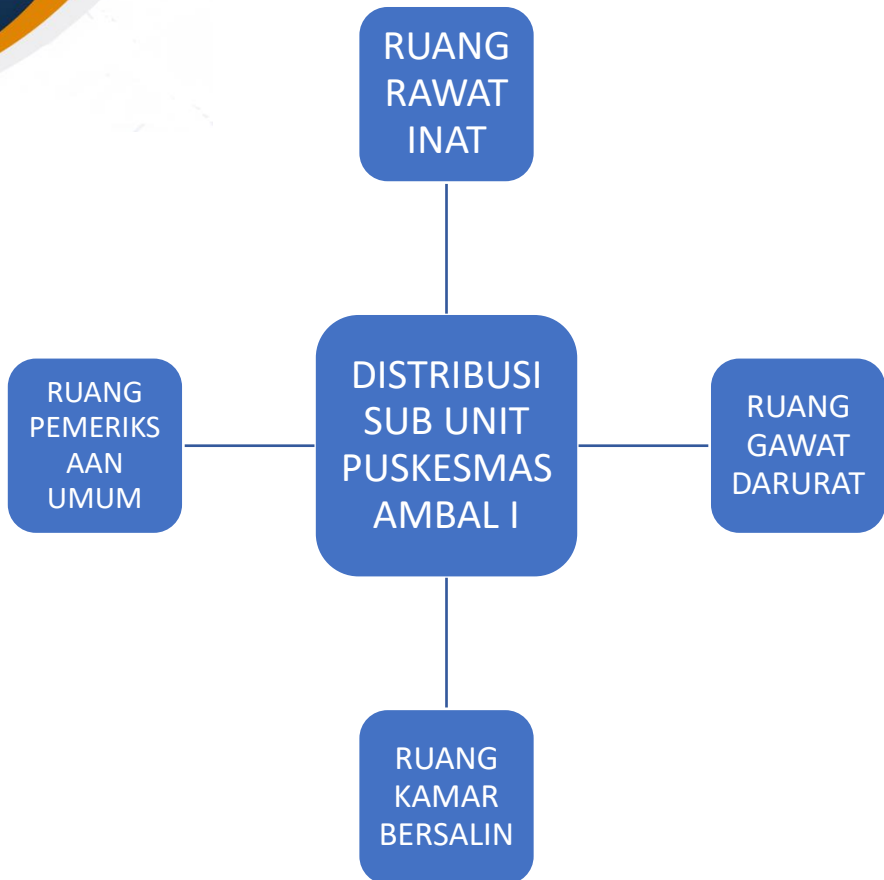 RUANG
RAWAT
INAT
DISTRIBUSI
SUB UNIT
PUSKESMAS
AMBAL I
RUANG
PEMERIKS
AAN
UMUM
RUANG
GAWAT
DARURAT
RUANG
KAMAR
BERSALIN